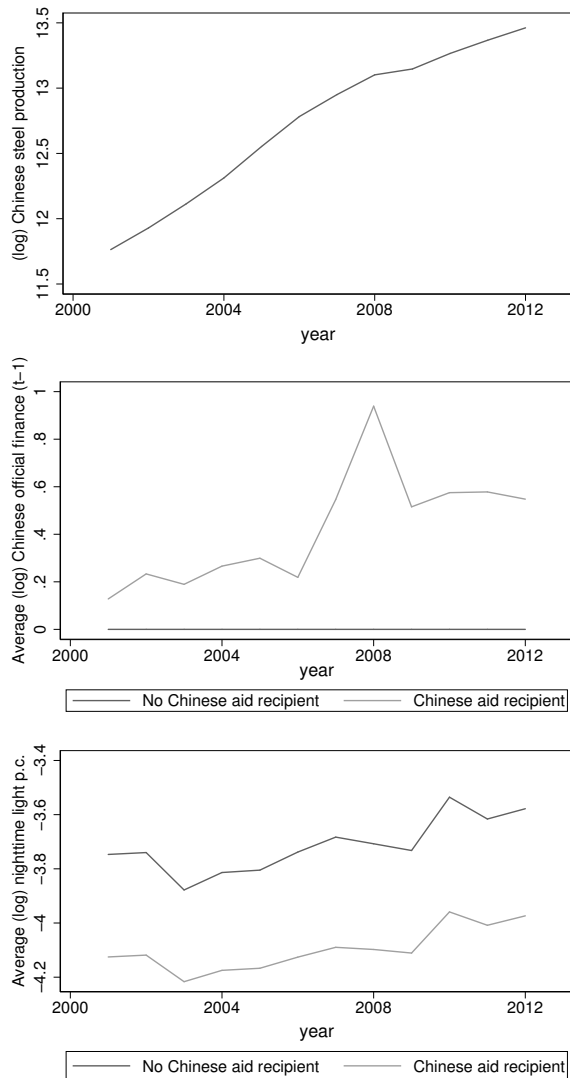 (log) Chinese steel production
13.5
13
12.5
12
11.5
2000 2004 2008 2012
year
Average (log) Chinese official finance (t−1)
1
.8
.6
.4
.2
0
2000 2004 2008 2012
year
No Chinese aid recipient Chinese aid recipient
Average (log) nighttime light p.c.
−3.4
−3.6
−3.8
−4
−4.2
2000 2004 2008 2012
year
No Chinese aid recipient Chinese aid recipient